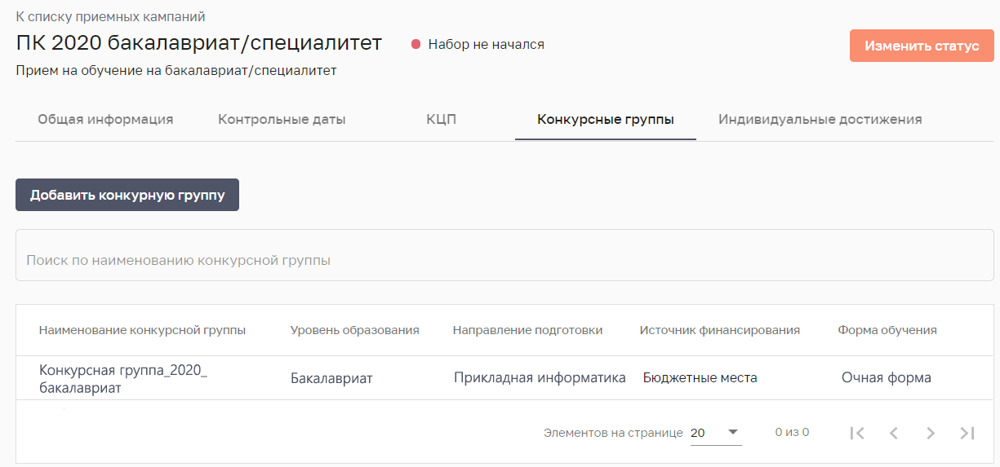 К списку приемных кампаний
ПК 2020 бакалавриат/специалитет
Набор не начался
Изменить статус
Прием на обучение на бакалавриат/специалитет
Общая информация
Контрольные даты
КЦП
Конкурсные группы
Индивидуальные достижения
Добавить конкурную группу
Поиск по наименованию конкурсной группы
Наименование конкурсной группы
Уровень образования
Направление подготовки
Источник финансирования
Форма обучения
Конкурсная группа_2020_
бакалавриат
Бакалавриат
Прикладная информатика
Бюджетные места
Очная форма
Элементов на странице
20
0 из 0